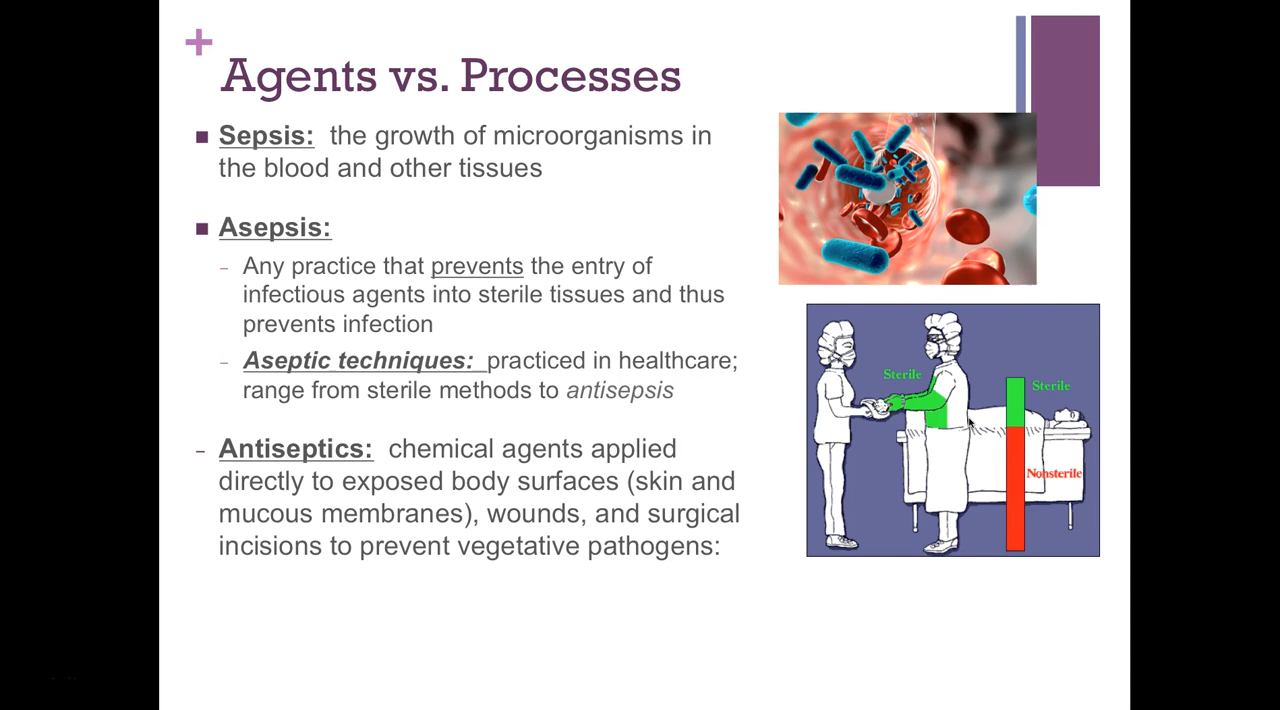 +
Agents vs. Processes
■ Sepsis: the growth of microorganisms in
the blood and other tissues
■ Asepsis:
– Any practice that prevents the entry of
infectious agents into sterile tissues and thus
prevents infection
– Aseptic techniques: practiced in healthcare;
range from sterile methods to antisepsis
– Antiseptics: chemical agents applied
directly to exposed body surfaces (skin and
mucous membranes), wounds, and surgical
incisions to prevent vegetative pathogens:
Sterile
Sterile
Nonsterile